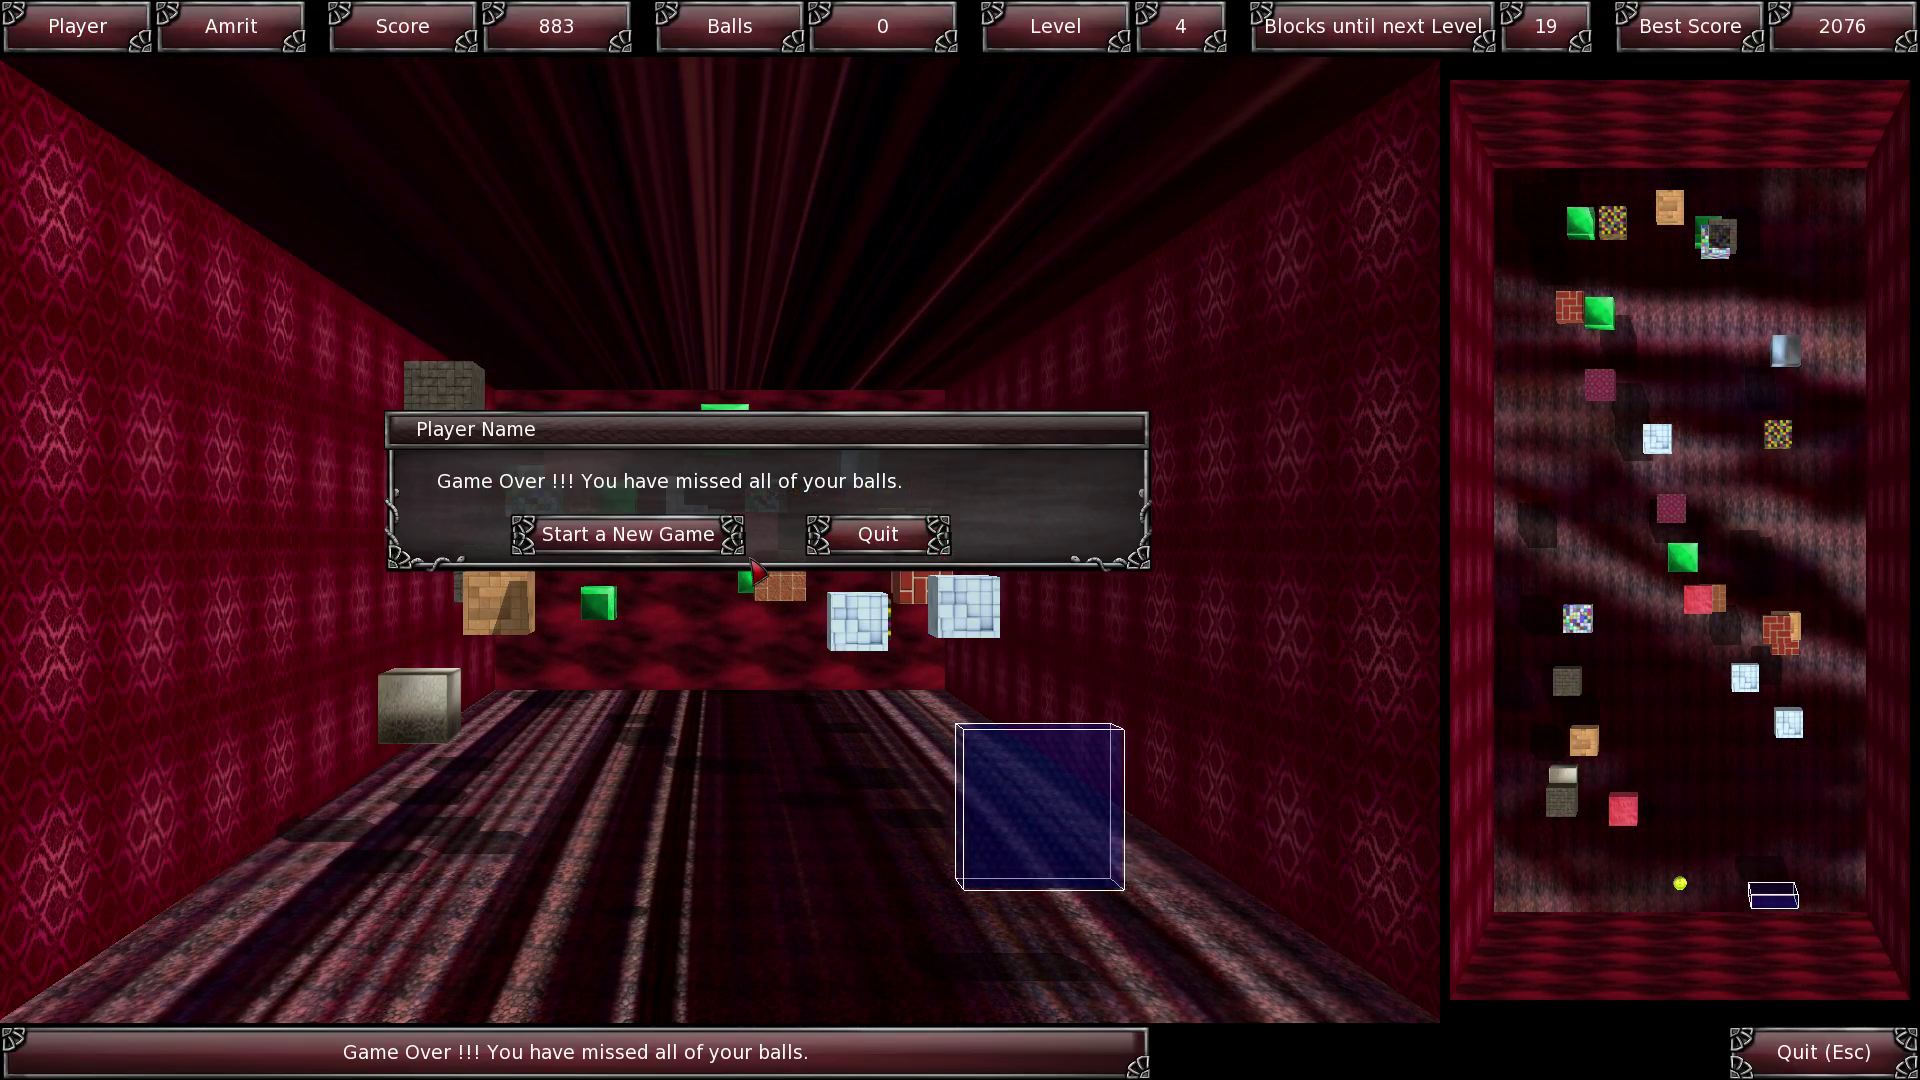 Player Amrit Score 883 Balls 0 Level 4 Blocks until next Level 19 Best Score 2076
Player Name
Game Over !!! You have missed all of your balls.
Start a New Game Quit
Game Over !!! You have missed all of your balls. Quit (Esc)